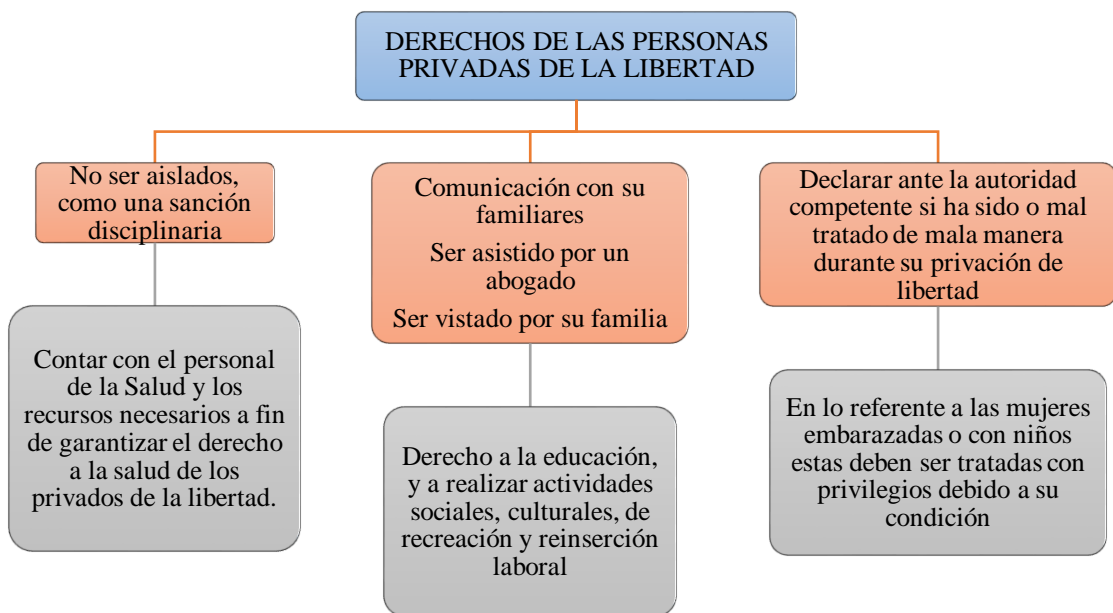 DERECHOS DE LAS PERSONAS
PRIVADAS DE LA LIBERTAD
No ser aislados,
como una sanción
disciplinaria
Comunicación con su
familiares
Ser asistido por un
abogado
Ser vistado por su familia
Declarar ante la autoridad
competente si ha sido o mal
tratado de mala manera
durante su privación de
libertad
Contar con el personal
de la Salud y los
recursos necesarios a fin
de garantizar el derecho
a la salud de los
privados de la libertad.
Derecho a la educación,
y a realizar actividades
sociales, culturales, de
recreación y reinserción
laboral
En lo referente a las mujeres
embarazadas o con niños
estas deben ser tratadas con
privilegios debido a su
condición